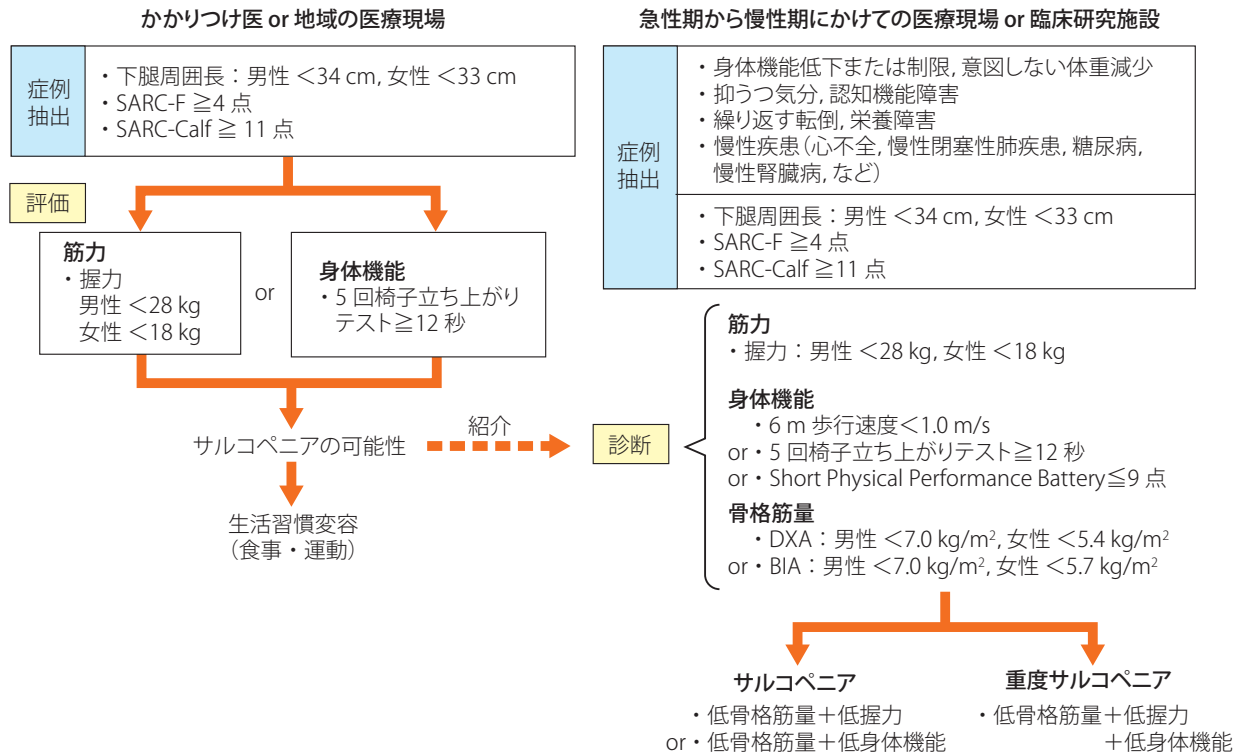 かかりつけ医 or 地域の医療現場
症例
抽出
・下腿周囲長：男性 <34 cm, 女性 <33 cm
・SARC-F ≧4 点
・SARC-Calf ≧ 11 点
評価
筋力
・握力
男性 <28 kg
女性 <18 kg
or
身体機能
・5 回椅子立ち上がり
テスト≧12 秒
サルコペニアの可能性
紹介
生活習慣変容
（食事・運動）
急性期から慢性期にかけての医療現場 or 臨床研究施設
症例
抽出
・身体機能低下または制限, 意図しない体重減少
・抑うつ気分, 認知機能障害
・繰り返す転倒, 栄養障害
・慢性疾患（心不全, 慢性閉塞性肺疾患, 糖尿病,
慢性腎臓病, など）
・下腿周囲長：男性 <34 cm, 女性 <33 cm
・SARC-F ≧4 点
・SARC-Calf ≧11 点
診断
筋力
・握力：男性 <28 kg, 女性 <18 kg
身体機能
・6 m 歩行速度<1.0 m/s
or・5 回椅子立ち上がりテスト≧12 秒
or・Short Physical Performance Battery≦9 点
骨格筋量
・DXA：男性 <7.0 kg/m², 女性 <5.4 kg/m²
or・BIA：男性 <7.0 kg/m², 女性 <5.7 kg/m²
サルコペニア
・低骨格筋量＋低握力
or・低骨格筋量＋低身体機能
重度サルコペニア
・低骨格筋量＋低握力
＋低身体機能